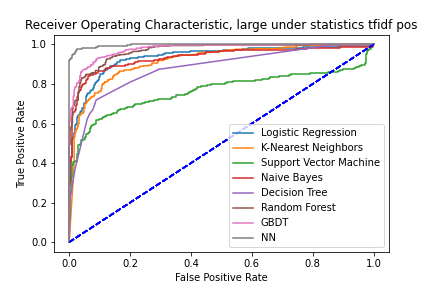 Receiver Operating Characteristic, large under statistics tfidf pos
1.0
0.8
0.6
0.4
0.2
0.0
True Positive Rate
Logistic Regression
K-Nearest Neighbors
Support Vector Machine
Naive Bayes
Decision Tree
Random Forest
GBDT
NN
0.0 0.2 0.4 0.6 0.8 1.0
False Positive Rate